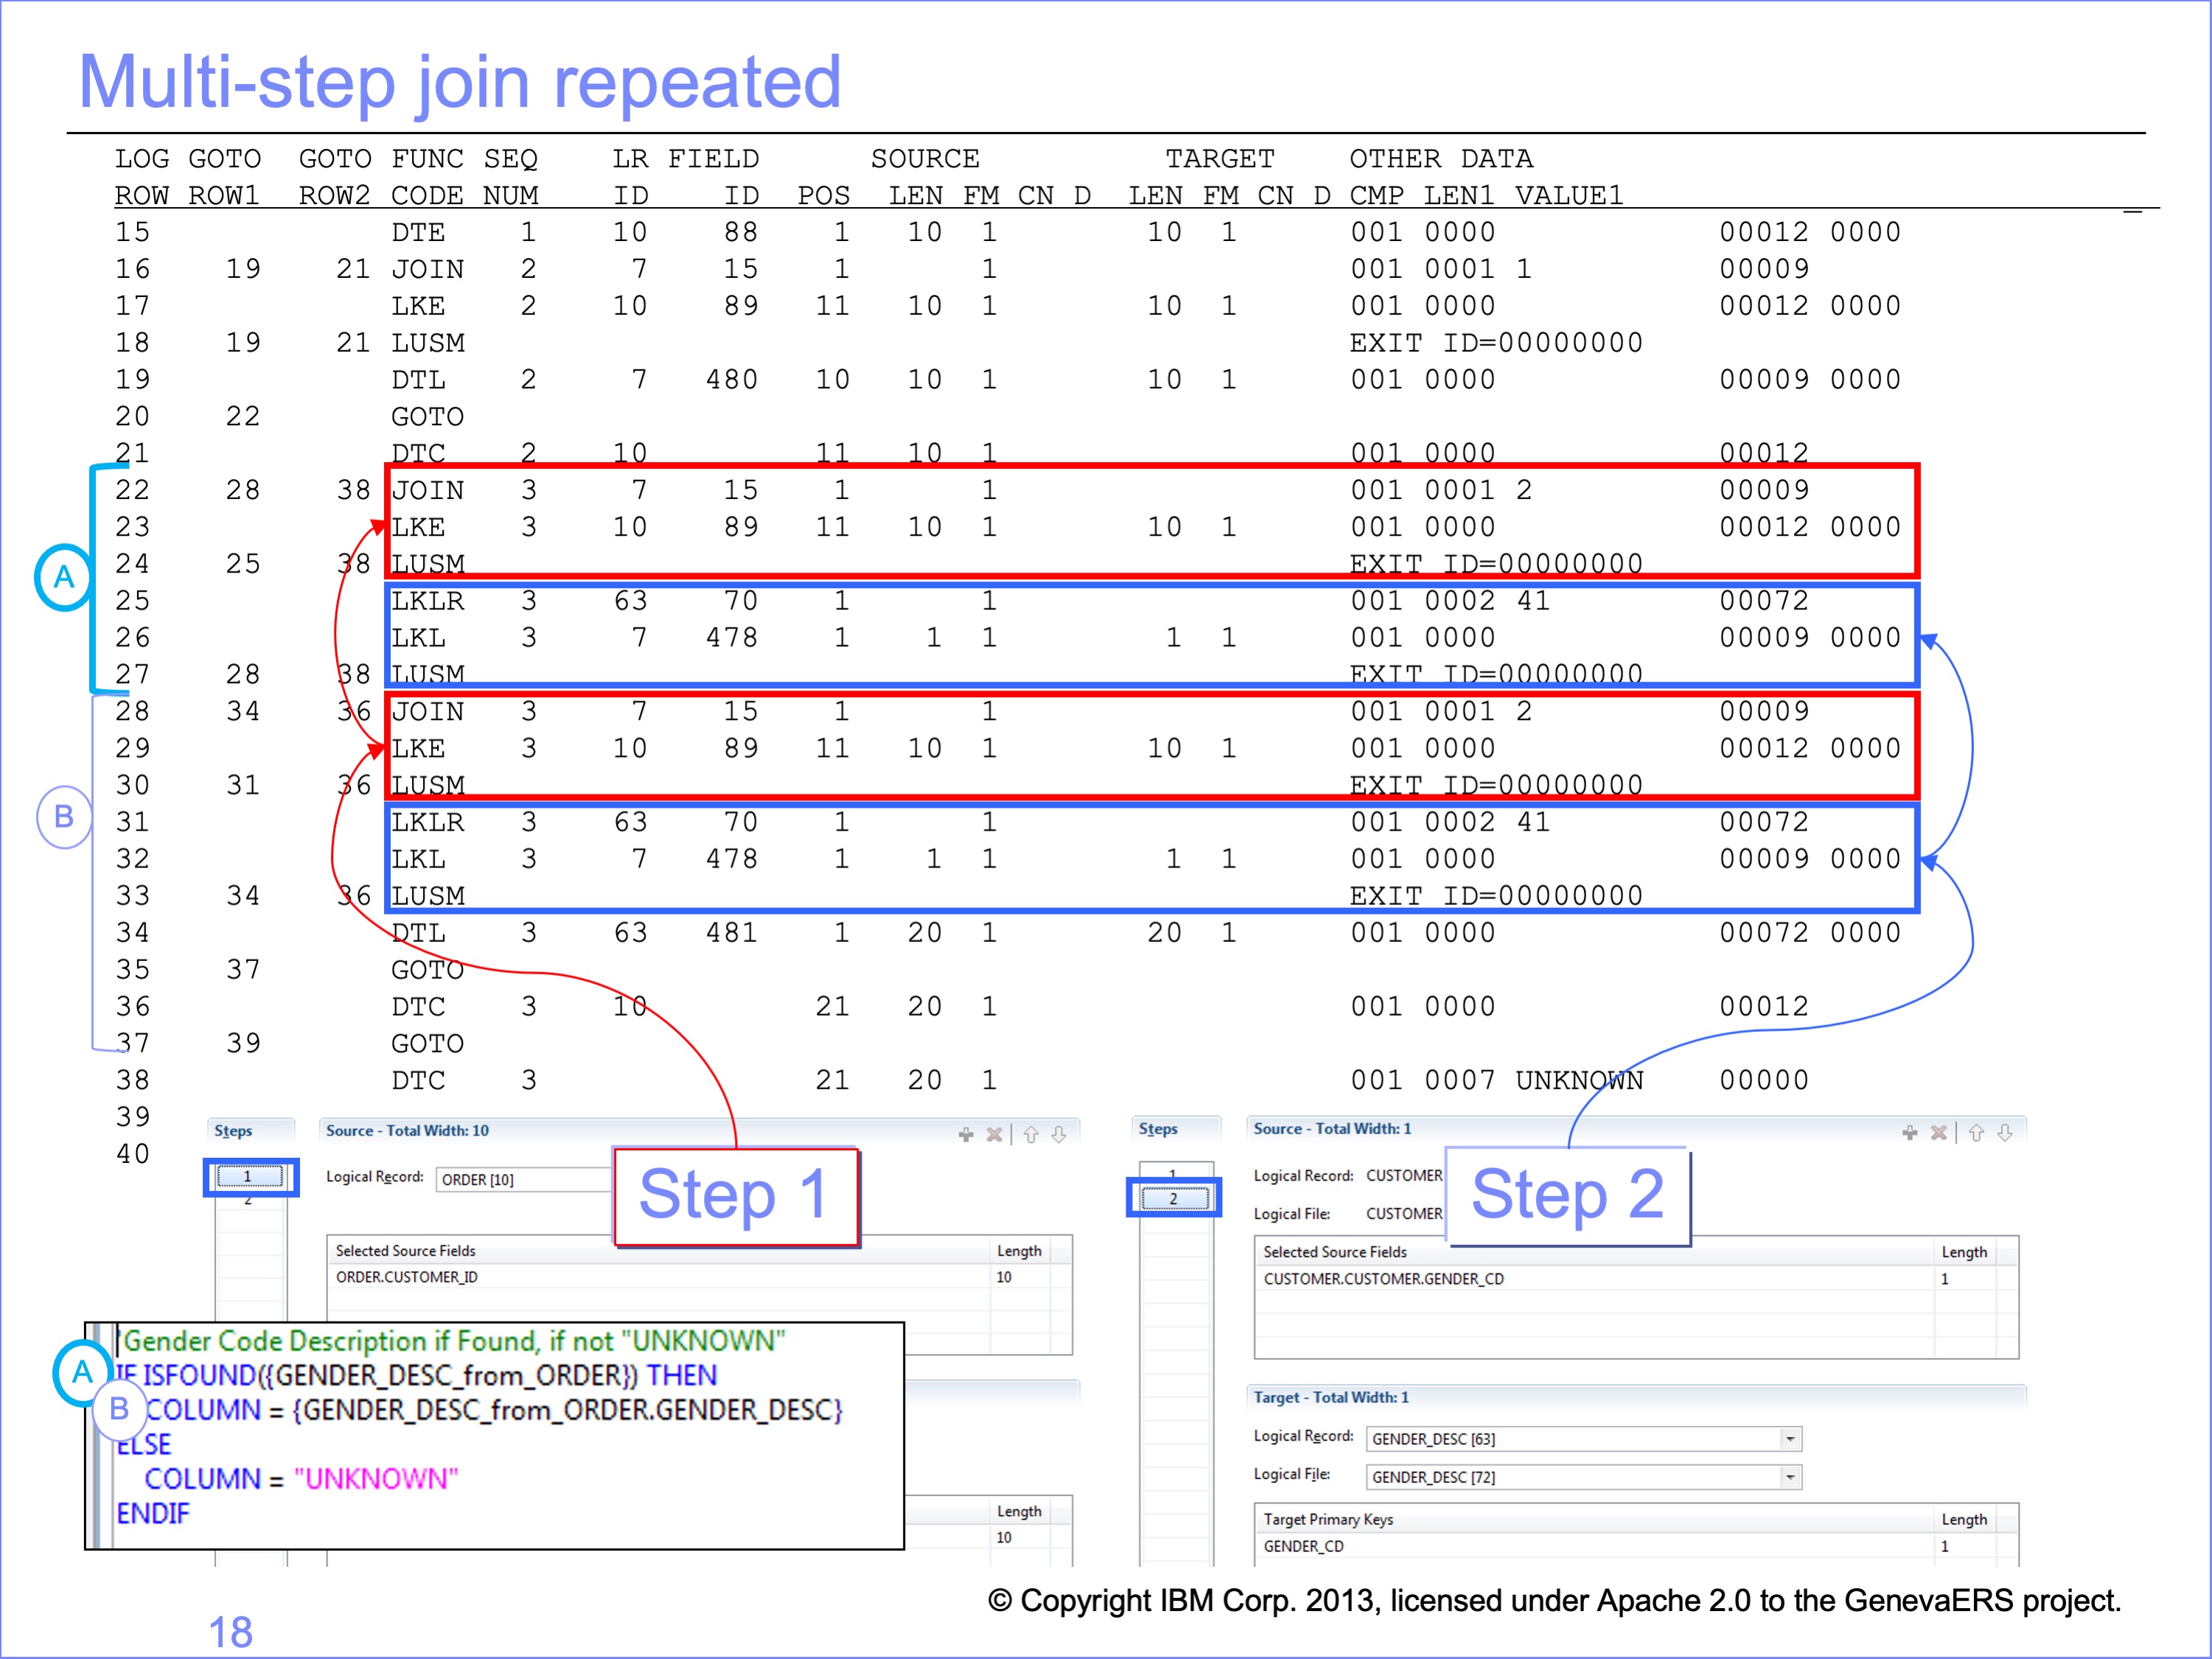 Multi-step join repeated
LOG GOTO GOTO FUNC SEQ LR FIELD SOURCE TARGET OTHER DATA
ROW ROW1 ROW2 CODE NUM ID ID POS LEN FM CN D LEN FM CN D CMP LEN1 VALUE1
15 DTE 1 10 88 1 10 1 10 1 001 0000 00012 0000
16 19 21 JOIN 2 7 15 1 1 001 0001 1 00009
17 LKE 2 10 89 11 10 1 10 1 001 0000 00012 0000
18 19 21 LUSM EXIT ID=00000000
19 DTL 2 7 480 10 10 1 10 1 001 0000 00009 0000
20 22 GOTO
21 DTC 2 10 11 10 1 001 0000 00012
22 28 38 JOIN 3 7 15 1 1 001 0001 2 00009
23 LKE 3 10 89 11 10 1 10 1 001 0000 00012 0000
A
24 25 38 LUSM EXIT ID=00000000
25 LKLR 3 63 70 1 1 001 0002 41 00072
26 LKL 3 7 478 1 1 1 1 1 001 0000 00009 0000
27 28 38 LUSM EXIT ID=00000000
28 34 36 JOIN 3 7 15 1 1 001 0001 2 00009
29 LKE 3 10 89 11 10 1 10 1 001 0000 00012 0000
30 31 36 LUSM EXIT ID=00000000
B
31 LKLR 3 63 70 1 1 001 0002 41 00072
32 LKL 3 7 478 1 1 1 1 1 001 0000 00009 0000
33 34 36 LUSM EXIT ID=00000000
34 DTL 3 63 481 1 20 1 20 1 001 0000 00072 0000
35 37 GOTO
36 DTC 3 10 21 20 1 001 0000 00012
37 39 GOTO
38 DTC 3 21 20 1 001 0007 UNKNOWN 00000
39
40
Steps
1
2
Source - Total Width: 10
Logical Record: ORDER [10]
Step 1
Selected Source Fields Length
ORDER.CUSTOMER_ID 10
Length
10
Steps
1
2
Source - Total Width: 1
Logical Record: CUSTOMER
Logical File: CUSTOMER
Step 2
Selected Source Fields Length
CUSTOMER.CUSTOMER.GENDER_CD 1
Target - Total Width: 1
Logical Record: GENDER_DESC [63]
Logical File: GENDER_DESC [72]
Target Primary Keys Length
GENDER_CD 1
'Gender Code Description if Found, if not "UNKNOWN"
A
IF ISFOUND({GENDER_DESC_from_ORDER}) THEN
B
COLUMN = {GENDER_DESC_from_ORDER.GENDER_DESC}
ELSE
COLUMN = "UNKNOWN"
ENDIF
© Copyright IBM Corp. 2013, licensed under Apache 2.0 to the GenevaERS project.
18